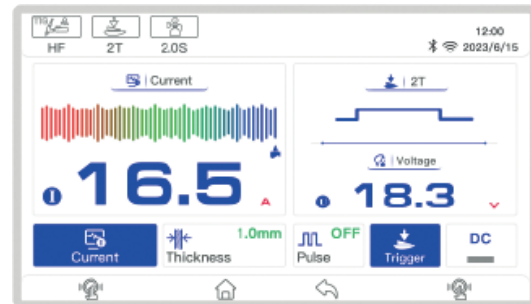 TIG
HF
2T
2.0S
12:00
2023/6/15
Current
2T
16.5
A
Voltage
18.3
V
Current
1.0mm
Thickness
OFF
Pulse
Trigger
DC